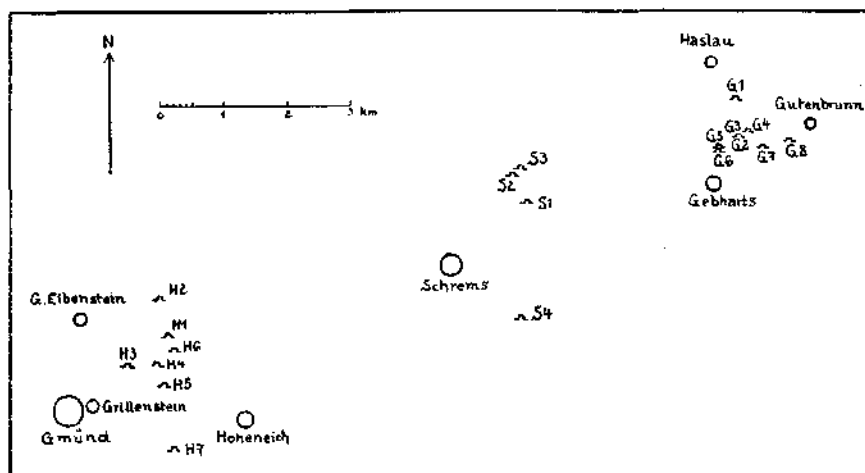 N
0 1 2 3 km
Haslau
G1
Gutenbrunn
G3 G4
G5 G2
G6 G7 G8
Gebharts
S3
S2
S1
Schrems
S4
G.Eibenstein
H2
H1
H6
H3
H4
H5
Grillenstein
Gmünd
Hoheneich
H7